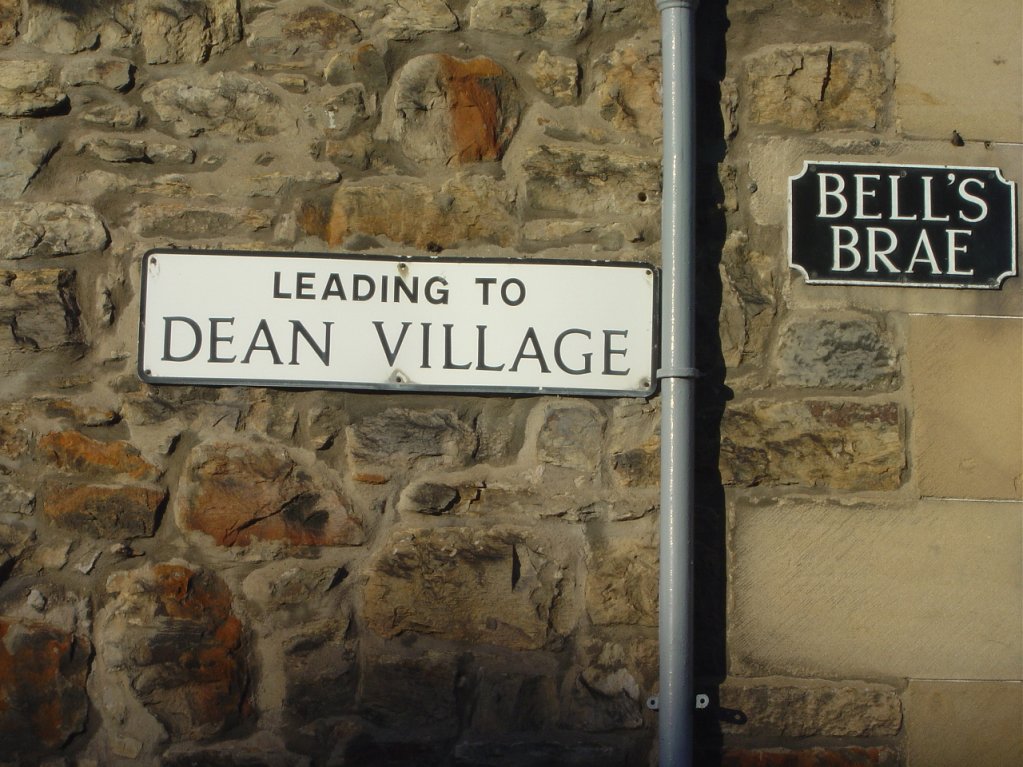 LEADING TO
DEAN VILLAGE
BELL'S
BRAE